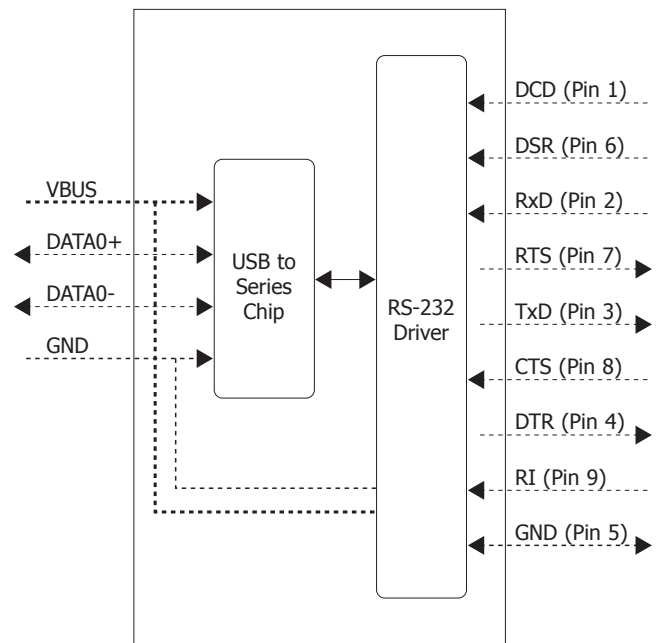 VBUS
DATA0+
DATA0-
GND
USB to
Series
Chip
RS-232
Driver
DCD (Pin 1)
DSR (Pin 6)
RxD (Pin 2)
RTS (Pin 7)
TxD (Pin 3)
CTS (Pin 8)
DTR (Pin 4)
RI (Pin 9)
GND (Pin 5)